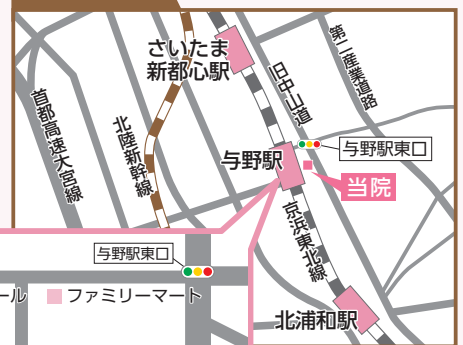 さいたま
新都心駅
旧中山道
第二産業道路
首都高速大宮線
北陸新幹線
与野駅
与野駅東口
当院
京浜東北線
北浦和駅
与野駅東口
ール
ファミリーマート